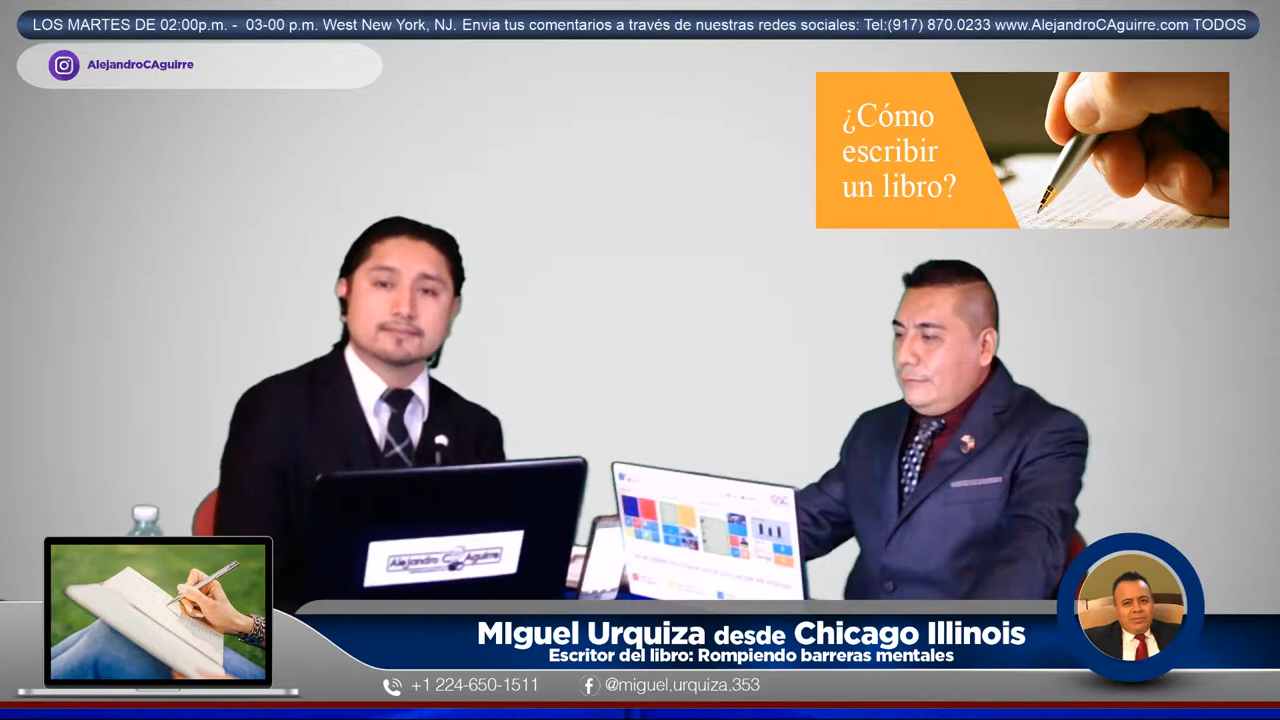 LOS MARTES DE 02:00p.m. - 03-00 p.m. West New York, NJ. Envia tus comentarios a través de nuestras redes sociales: Tel:(917) 870.0233 www.AlejandroCAguirre.com TODOS
AlejandroCAguirre
¿Cómo
escribir
un libro?
Alejandro C Aguirre
MIguel Urquiza desde Chicago Illinois
Escritor del libro: Rompiendo barreras mentales
+1 224-650-1511 @miguel.urquiza.353